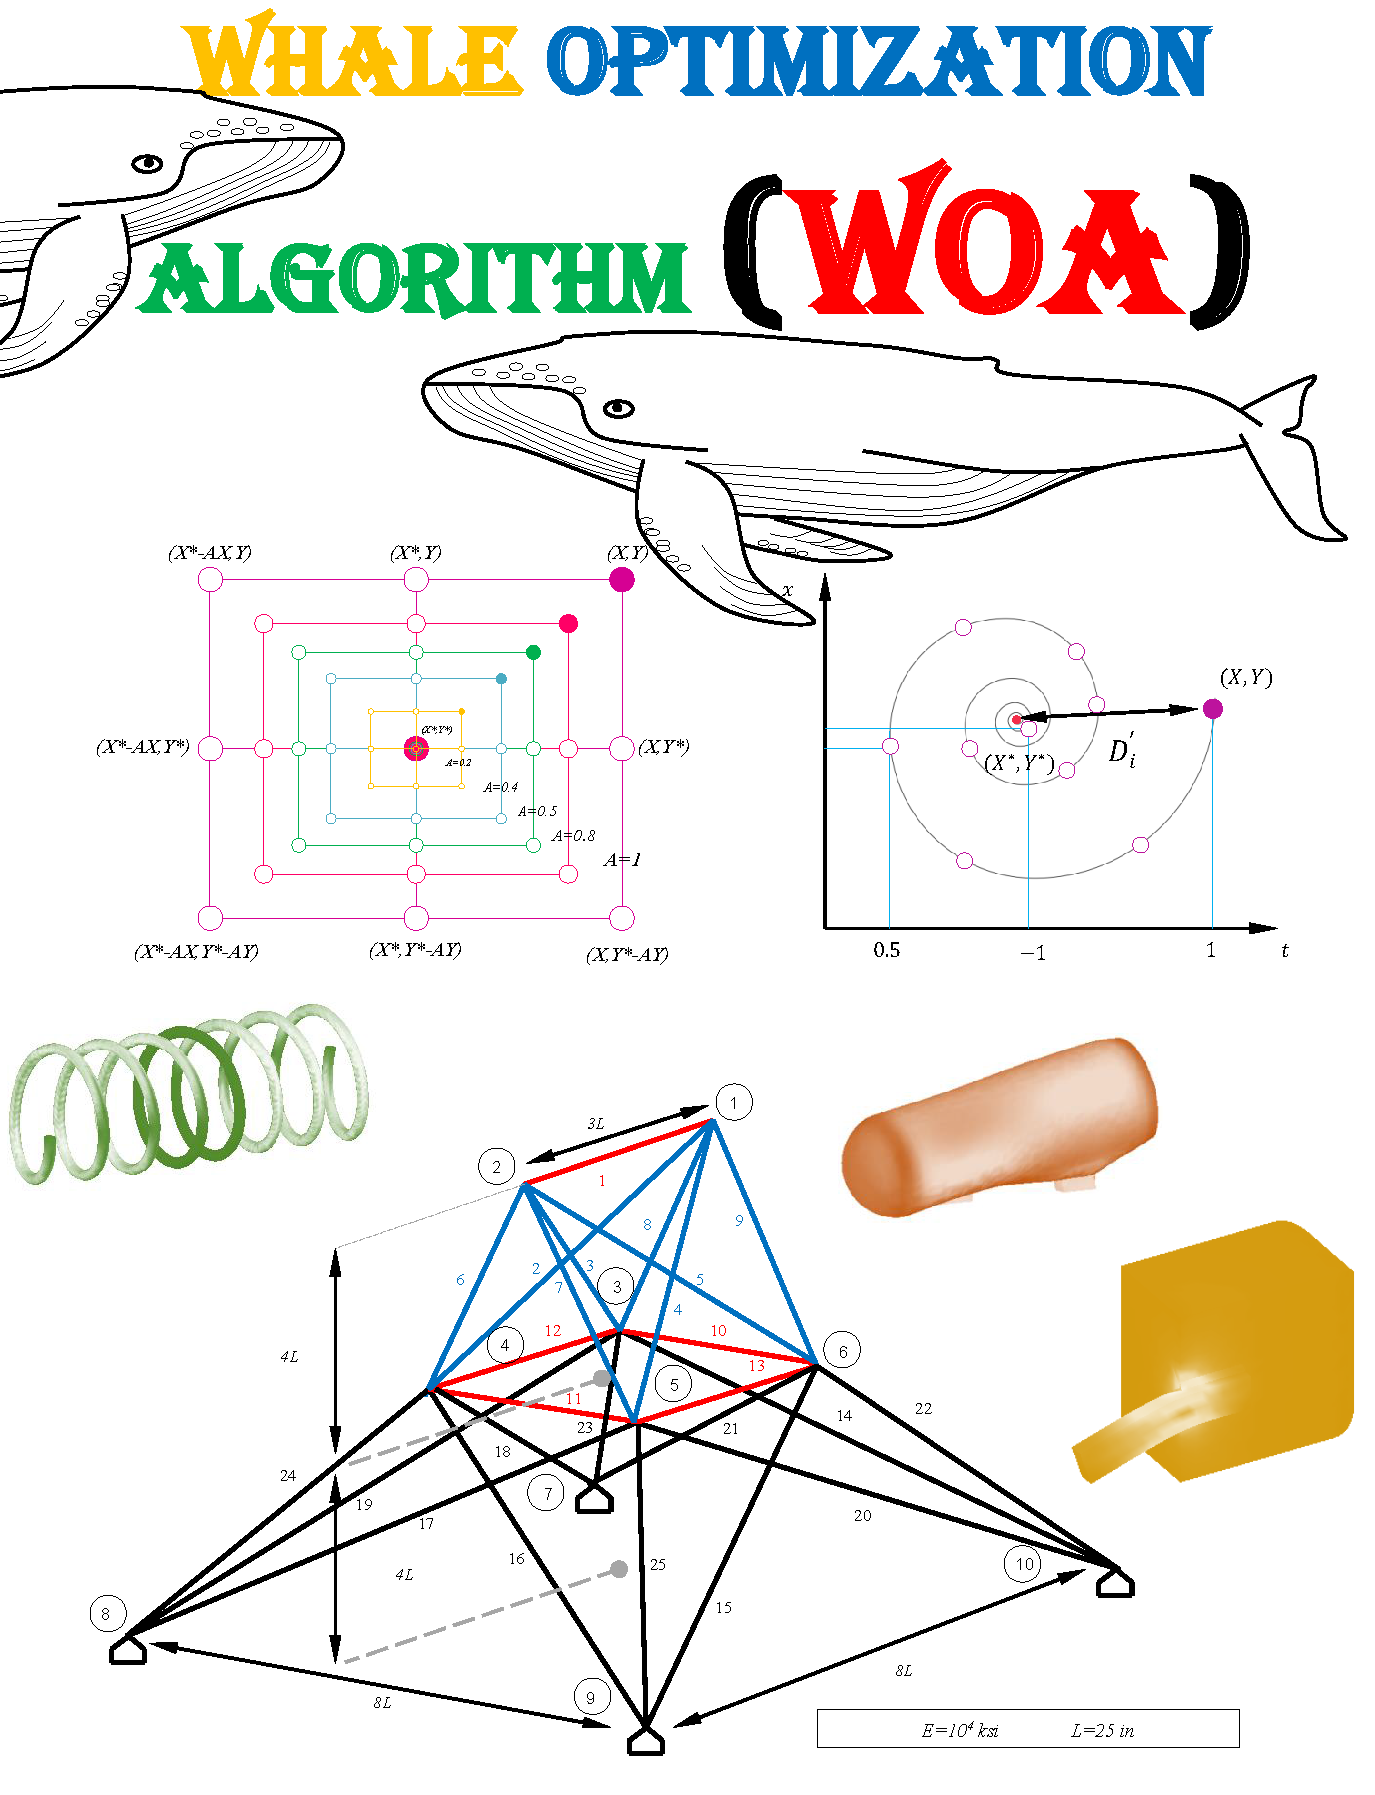 WHALE OPTIMIZATION
ALGORITHM (WOA)
(X*-AX,Y)
(X*,Y)
(X,Y)
(X*,Y*)
(X*-AX,Y*)
(X,Y*)
A=0.2
A=0.4
A=0.5
A=0.8
A=1
(X*-AX,Y*-AY)
(X*,Y*-AY)
(X,Y*-AY)
x
(X,Y)
(X*,Y*)
D'i
0.5
−1
1
t
3L
1
2
1
8
9
6
2
3
7
3
5
4
4L
12
4
10
6
13
5
11
23
14
22
21
18
24
7
19
17
20
16
4L
25
10
15
8
8L
9
8L
E=10⁴ ksi L=25 in